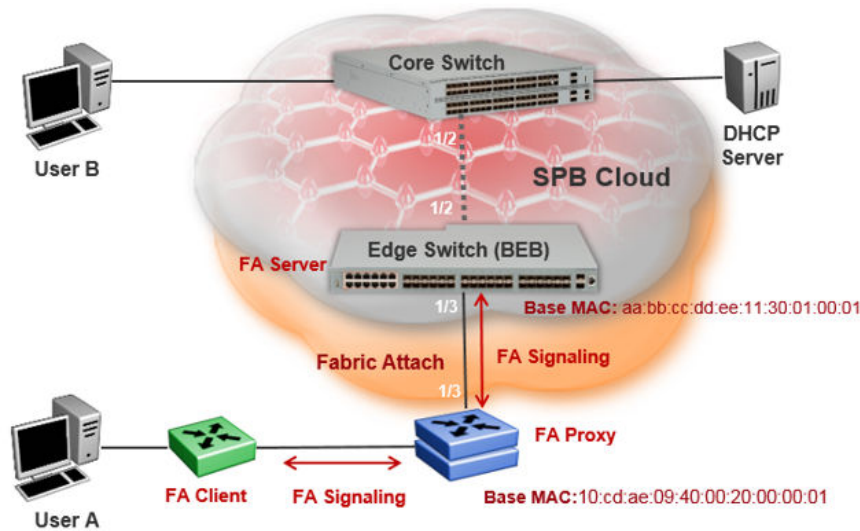 Core Switch
User B
DHCP
Server
1/2
SPB Cloud
1/2
Edge Switch (BEB)
FA Server
1/3
Base MAC: aa:bb:cc:dd:ee:11:30:01:00:01
Fabric Attach
FA Signaling
1/3
FA Proxy
FA Client
FA Signaling
Base MAC:10:cd:ae:09:40:00:20:00:00:01
User A